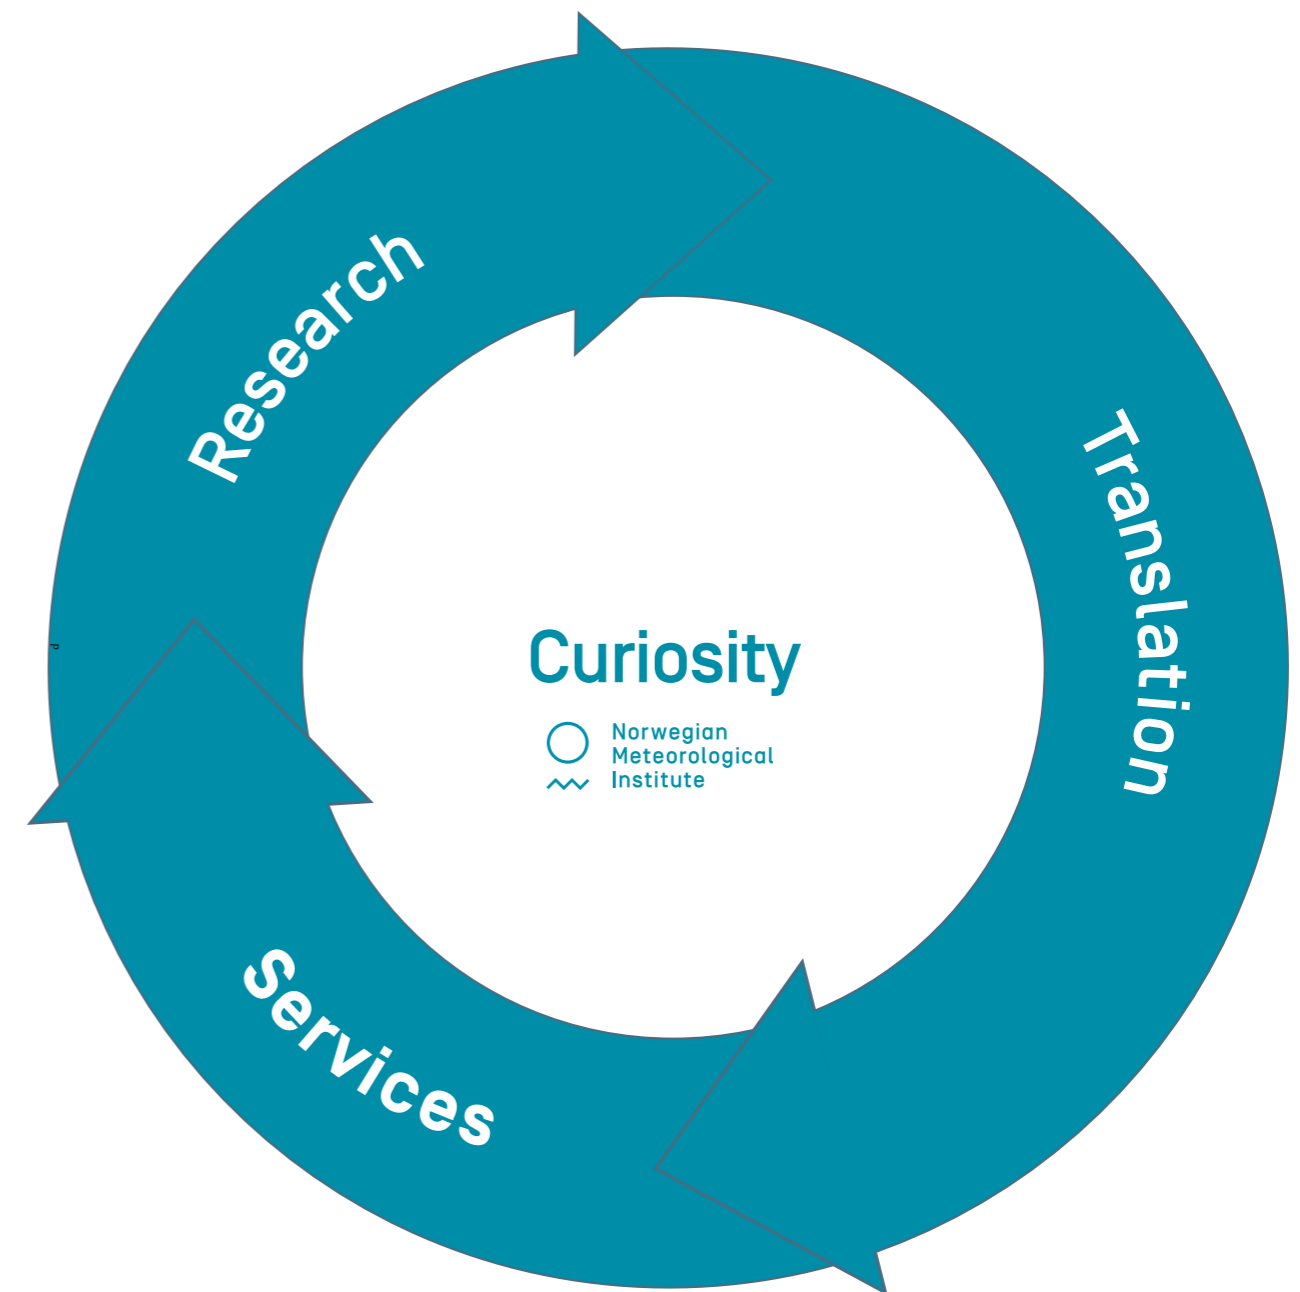 Research
Translation
Services
Curiosity
Norwegian
Meteorological
Institute